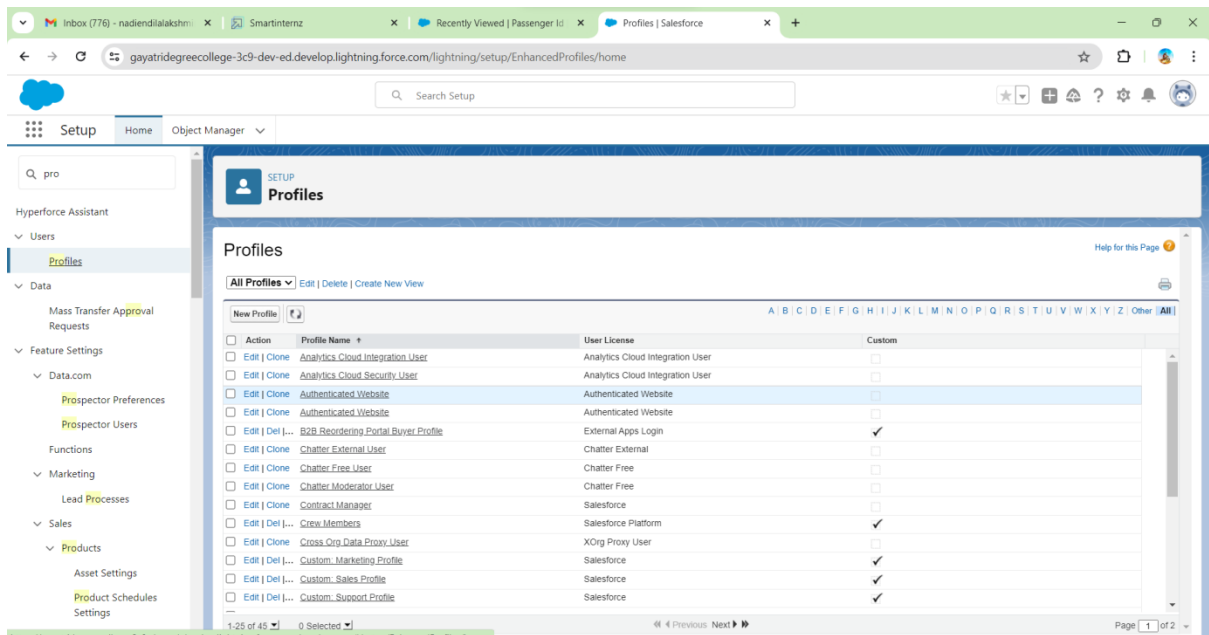 Inbox (776) - nadiendilalakshmi
Smartinternz
Recently Viewed | Passenger Id
Profiles | Salesforce
gayatridegreecollege-3c9-dev-ed.develop.lightning.force.com/lightning/setup/EnhancedProfiles/home
Search Setup
Setup Home Object Manager
pro
Hyperforce Assistant
Users
Profiles
Data
Mass Transfer Approval
Requests
Feature Settings
Data.com
Prospector Preferences
Prospector Users
Functions
Marketing
Lead Processes
Sales
Products
Asset Settings
Product Schedules
Settings
SETUP
Profiles
Profiles
Help for this Page
All Profiles Edit | Delete | Create New View
New Profile
A | B | C | D | E | F | G | H | I | J | K | L | M | N | O | P | Q | R | S | T | U | V | W | X | Y | Z | Other | All
Action Profile Name User License Custom
Edit | Clone Analytics Cloud Integration User Analytics Cloud Integration User
Edit | Clone Analytics Cloud Security User Analytics Cloud Integration User
Edit | Clone Authenticated Website Authenticated Website
Edit | Clone Authenticated Website Authenticated Website
Edit | Del |... B2B Reordering Portal Buyer Profile External Apps Login
Edit | Clone Chatter External User Chatter External
Edit | Clone Chatter Free User Chatter Free
Edit | Clone Chatter Moderator User Chatter Free
Edit | Clone Contract Manager Salesforce
Edit | Del |... Crew Members Salesforce Platform
Edit | Clone Cross Org Data Proxy User XOrg Proxy User
Edit | Del |... Custom: Marketing Profile Salesforce
Edit | Del |... Custom: Sales Profile Salesforce
Edit | Del |... Custom: Support Profile Salesforce
1-25 of 45 0 Selected Previous Next Page 1 of 2